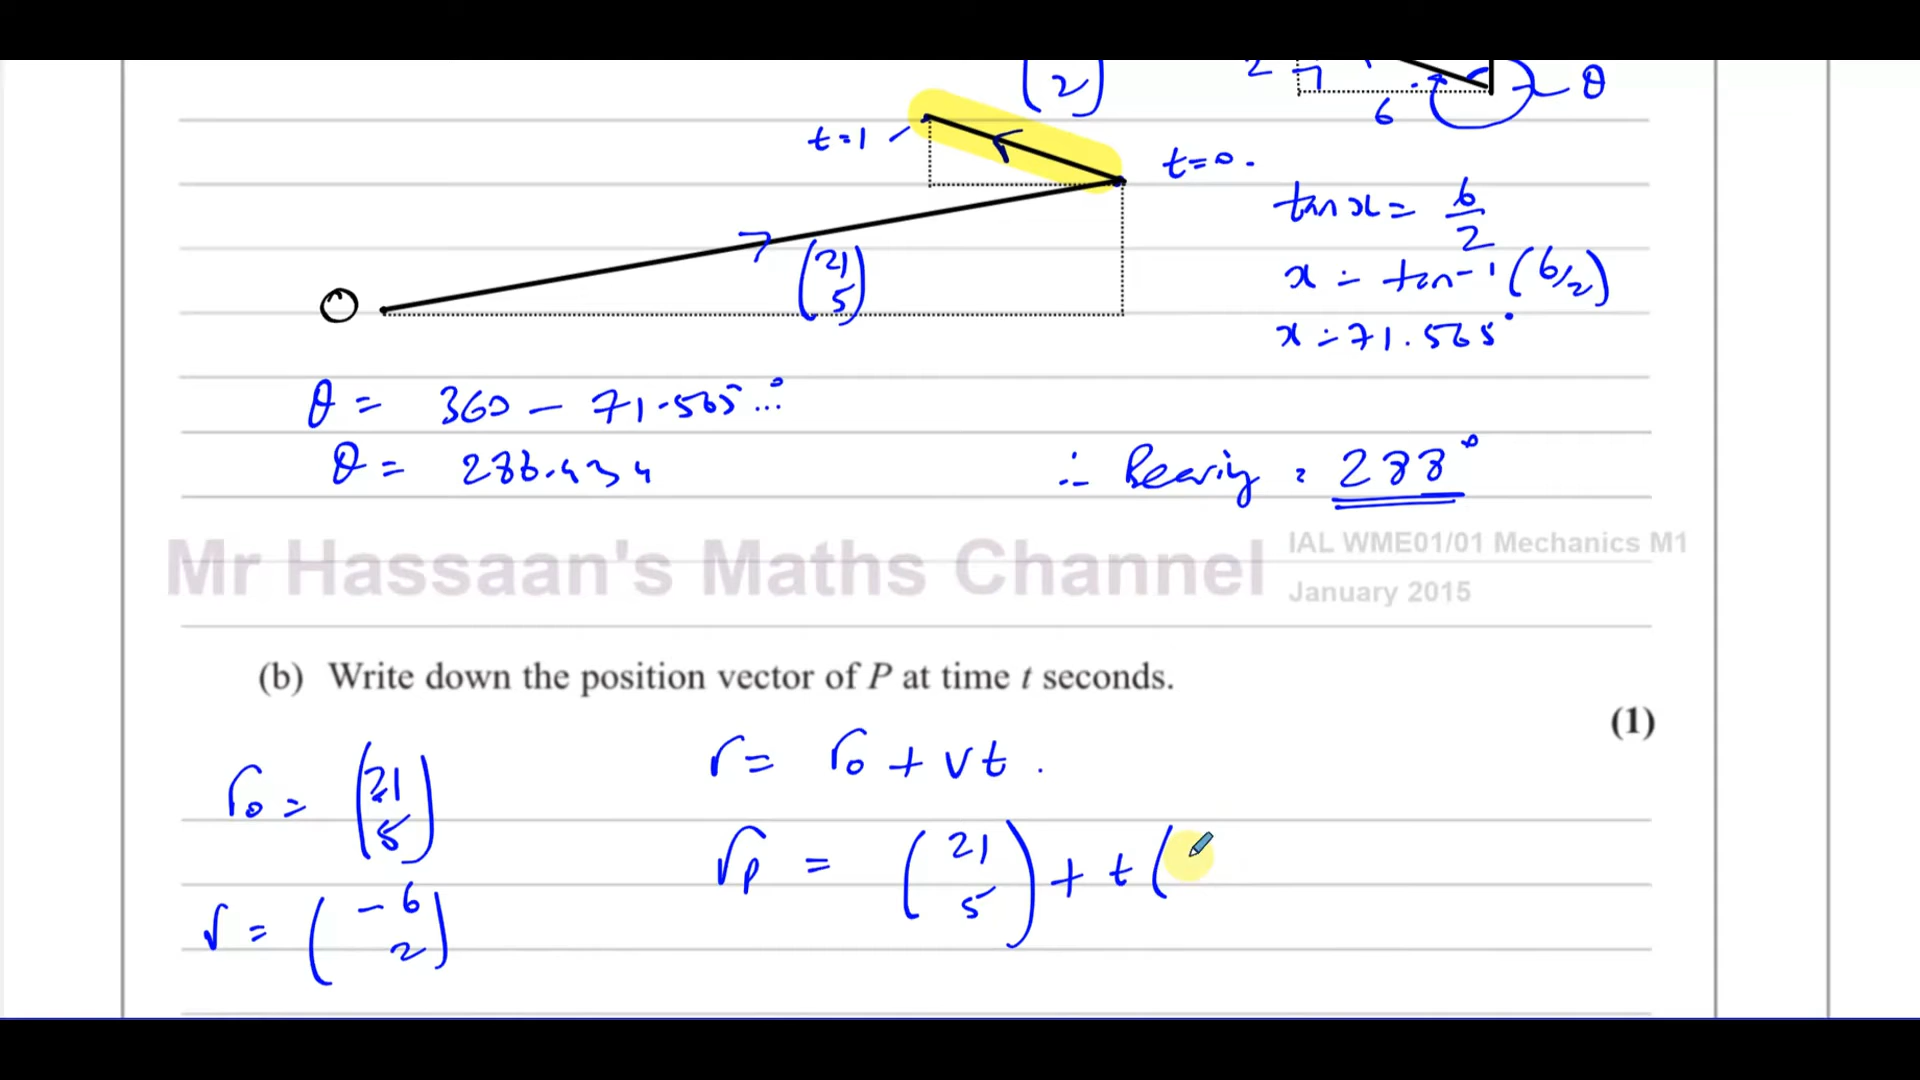 ( 2 )
2
6
θ
t=1
t=0.
tan x = 6/2
(21 5)
x = tan⁻¹ (6/2)
O
x = 71.565°
θ = 360 - 71.565...°
θ = 288.434
∴ Bearing = 288°
Mr Hassaan's Maths Channel
IAL WME01/01 Mechanics M1
January 2015
(b) Write down the position vector of P at time t seconds.
(1)
r₀ = (21 5)
r = r₀ + vt.
rₚ = (21 5) + t (
v = (-6 2)